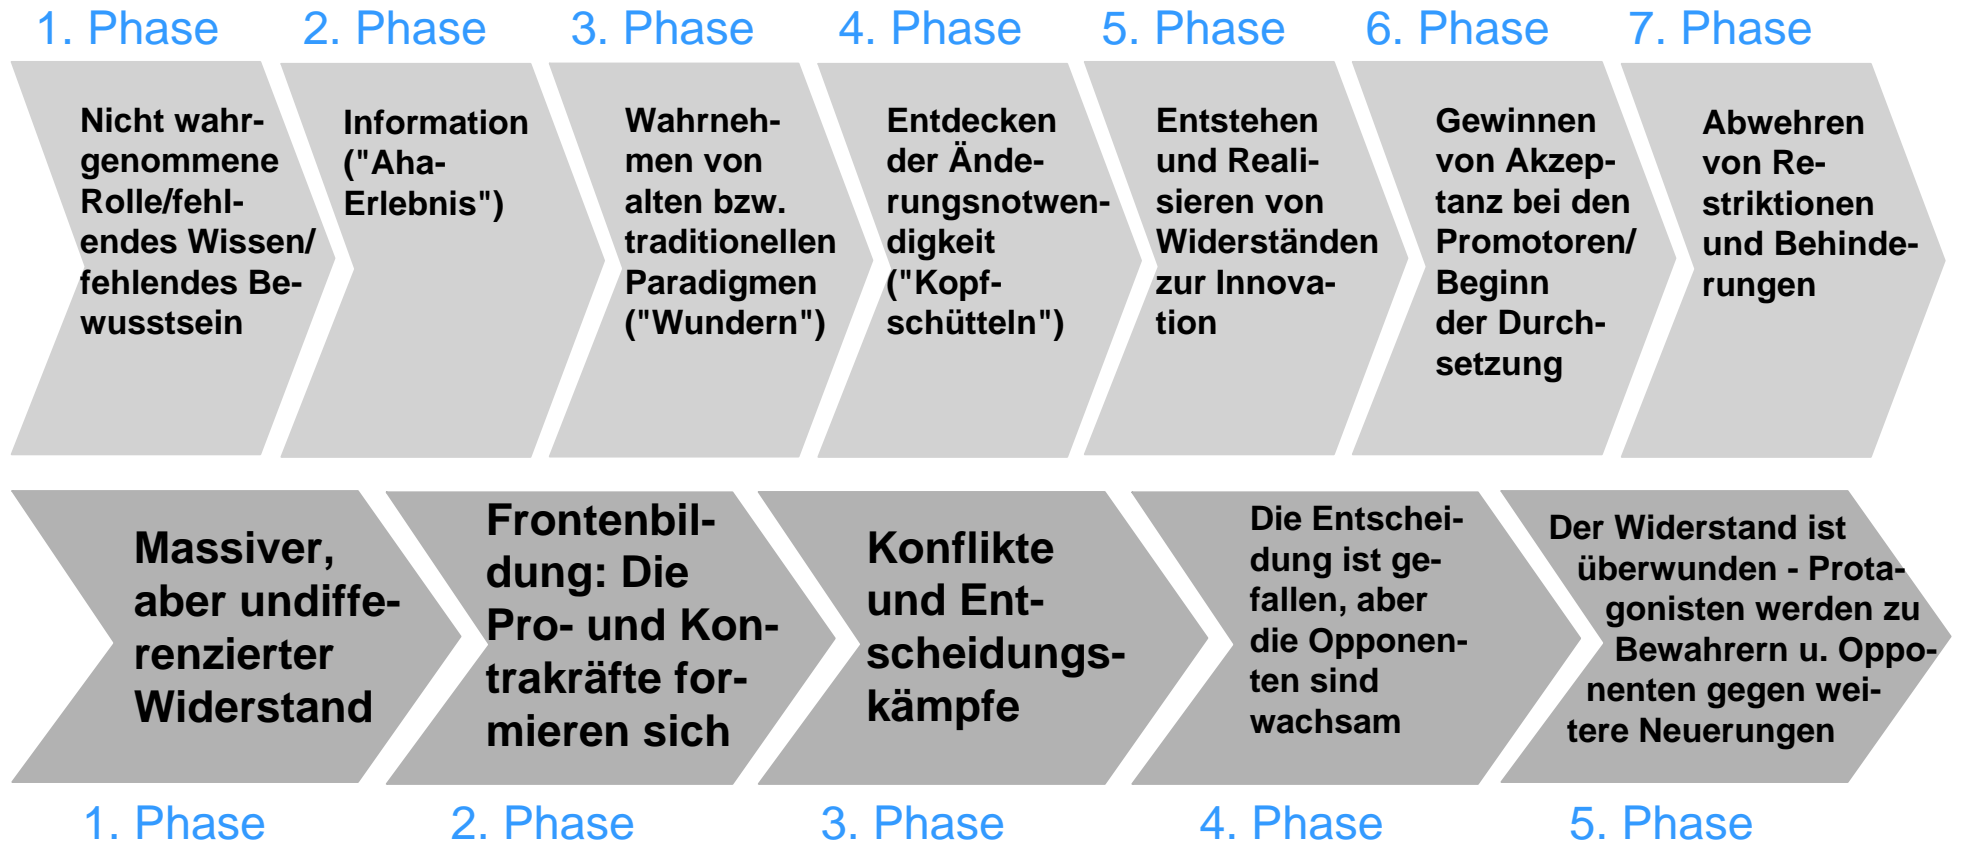 1. Phase
2. Phase
3. Phase
4. Phase
5. Phase
6. Phase
7. Phase
Nicht wahr-
genommene
Rolle/fehl-
endes Wissen/
fehlendes Be-
wusstsein
Information
("Aha-
Erlebnis")
Wahrneh-
men von
alten bzw.
traditionellen
Paradigmen
("Wundern")
Entdecken
der Ände-
rungsnotwen-
digkeit
("Kopf-
schütteln")
Entstehen
und Reali-
sieren von
Widerständen
zur Innova-
tion
Gewinnen
von Akzep-
tanz bei den
Promotoren/
Beginn
der Durch-
setzung
Abwehren
von Re-
striktionen
und Behinde-
rungen
Massiver,
aber undiffe-
renzierter
Widerstand
Frontenbil-
dung: Die
Pro- und Kon-
trakräfte for-
mieren sich
Konflikte
und Ent-
scheidungs-
kämpfe
Die Entschei-
dung ist ge-
fallen, aber
die Opponen-
ten sind
wachsam
Der Widerstand ist
überwunden - Prota-
gonisten werden zu
Bewahrern u. Oppo-
nenten gegen wei-
tere Neuerungen
1. Phase
2. Phase
3. Phase
4. Phase
5. Phase